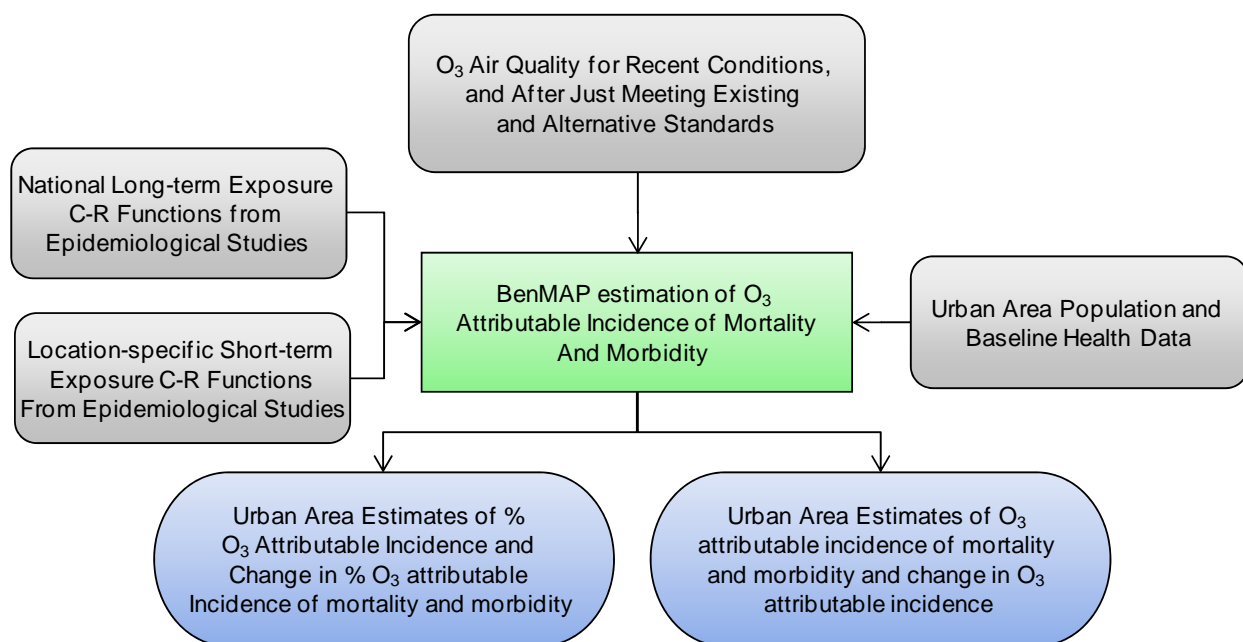 O₃ Air Quality for Recent Conditions,
and After Just Meeting Existing
and Alternative Standards
National Long-term Exposure
C-R Functions from
Epidemiological Studies
BenMAP estimation of O₃
Attributable Incidence of Mortality
And Morbidity
Urban Area Population and
Baseline Health Data
Location-specific Short-term
Exposure C-R Functions
From Epidemiological Studies
Urban Area Estimates of %
O₃ Attributable Incidence and
Change in % O₃ attributable
Incidence of mortality and morbidity
Urban Area Estimates of O₃
attributable incidence of mortality
and morbidity and change in O₃
attributable incidence